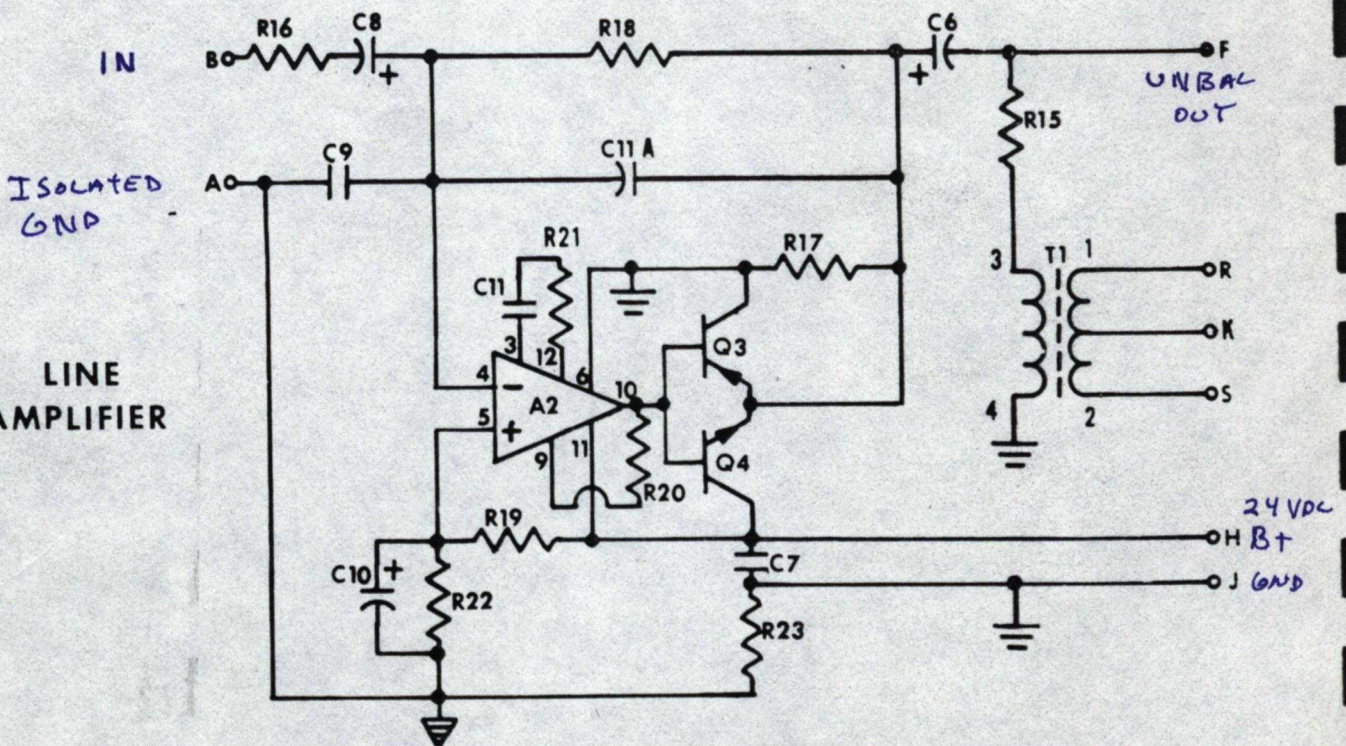 R16 C8 R18 C6
IN B + + F
UNBAL
OUT
R15
C9 C11 A
ISOLATED A
GND
R21 R17
C11 3 T1 1 R
3 12 6 Q3 K
LINE
AMPLIFIER
4 − A2 10 4 2 S
5 + 9 11 Q4
R20
24 VDC
R19 H B+
C10 + C7 J GND
R22 R23